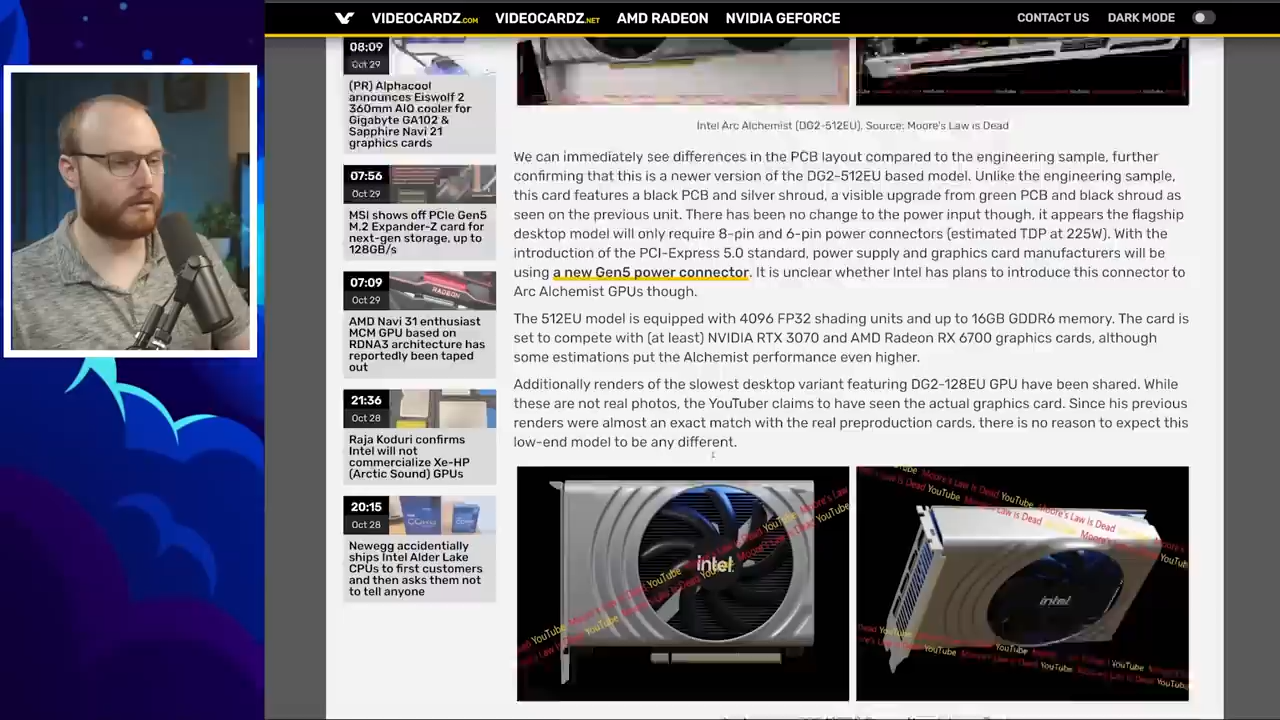 VIDEOCARDZ.COM
VIDEOCARDZ.NET
AMD RADEON
NVIDIA GEFORCE
CONTACT US
DARK MODE
08:09
Oct 29
(PR) Alphacool
announces Eiswolf 2
360mm AIO cooler for
Gigabyte GA102 &
Sapphire Navi 21
graphics cards
07:56
Oct 29
MSI shows off PCIe Gen5
M.2 Expander-Z card for
next-gen storage, up to
128GB/s
07:09
Oct 29
RADEON
AMD Navi 31 enthusiast
MCM GPU based on
RDNA3 architecture has
reportedly been taped
out
21:36
Oct 28
Raja Koduri confirms
Intel will not
commercialize Xe-HP
(Arctic Sound) GPUs
20:15
Oct 28
Newegg accidentally
ships Intel Alder Lake
CPUs to first customers
and then asks them not
to tell anyone
Intel Arc Alchemist (DG2-512EU), Source: Moore's Law is Dead
We can immediately see differences in the PCB layout compared to the engineering sample, further
confirming that this is a newer version of the DG2-512EU based model. Unlike the engineering sample,
this card features a black PCB and silver shroud, a visible upgrade from green PCB and black shroud as
seen on the previous unit. There has been no change to the power input though, it appears the flagship
desktop model will only require 8-pin and 6-pin power connectors (estimated TDP at 225W). With the
introduction of the PCI-Express 5.0 standard, power supply and graphics card manufacturers will be
using a new Gen5 power connector. It is unclear whether Intel has plans to introduce this connector to
Arc Alchemist GPUs though.
The 512EU model is equipped with 4096 FP32 shading units and up to 16GB GDDR6 memory. The card is
set to compete with (at least) NVIDIA RTX 3070 and AMD Radeon RX 6700 graphics cards, although
some estimations put the Alchemist performance even higher.
Additionally renders of the slowest desktop variant featuring DG2-128EU GPU have been shared. While
these are not real photos, the YouTuber claims to have seen the actual graphics card. Since his previous
renders were almost an exact match with the real preproduction cards, there is no reason to expect this
low-end model to be any different.
intel
Moore's Law is Dead YouTube
intel
Moore's Law is Dead YouTube